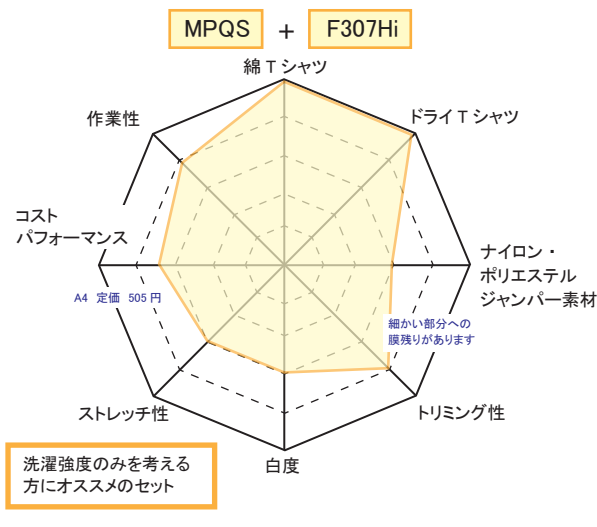 MPQS + F307Hi
綿 T シャツ
作業性
ドライ T シャツ
コスト
パフォーマンス
ナイロン・
ポリエステル
ジャンパー素材
A4 定価 505 円
細かい部分への
膜残りがあります
ストレッチ性
トリミング性
白度
洗濯強度のみを考える
方にオススメのセット